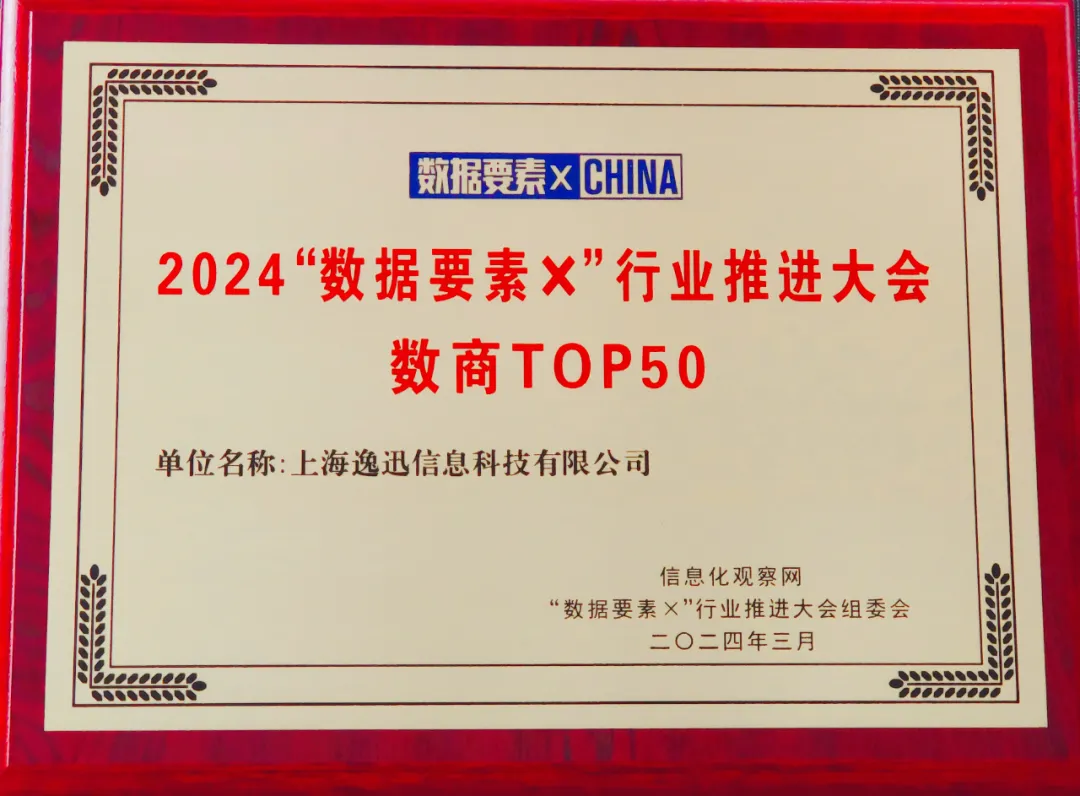 数据要素×CHINA
2024“数据要素×”行业推进大会
数商TOP50
单位名称:上海逸迅信息科技有限公司
信息化观察网
“数据要素×”行业推进大会组委会
二〇二四年三月